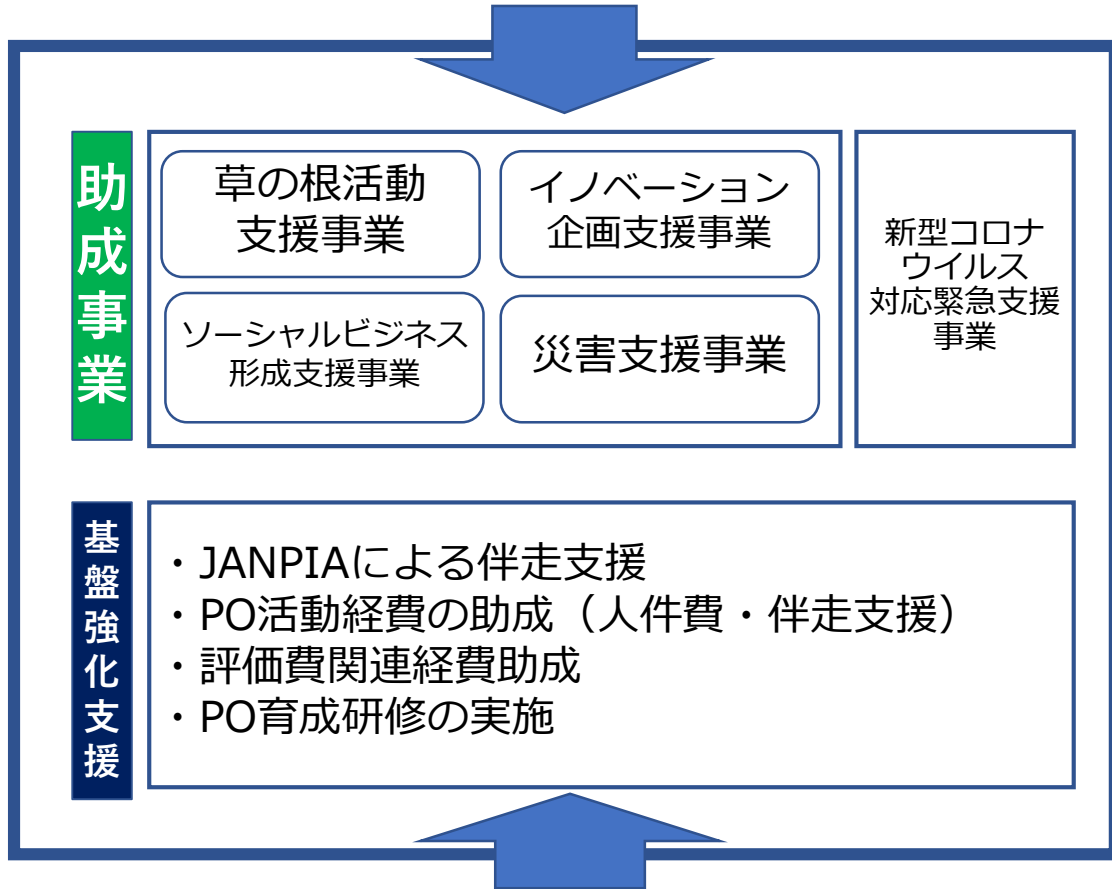 助成事業
草の根活動
支援事業
イノベーション
企画支援事業
ソーシャルビジネス
形成支援事業
災害支援事業
新型コロナ
ウイルス
対応緊急支援
事業
基盤強化支援
・JANPIAによる伴走支援
・PO活動経費の助成（人件費・伴走支援）
・評価費関連経費助成
・PO育成研修の実施